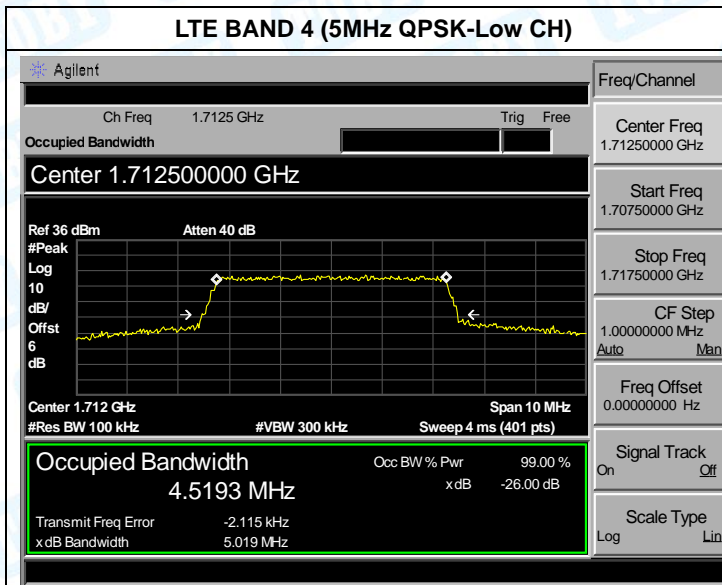 LTE BAND 4 (5MHz QPSK-Low CH)
Agilent
Freq/Channel
Ch Freq 1.7125 GHz Trig Free
Occupied Bandwidth
Center 1.712500000 GHz
Center Freq
1.71250000 GHz
Start Freq
1.70750000 GHz
Stop Freq
1.71750000 GHz
CF Step
1.00000000 MHz
Auto Man
Freq Offset
0.00000000 Hz
Signal Track
On Off
Scale Type
Log Lin
Ref 36 dBm Atten 40 dB
#Peak
Log
10
dB/
Offst
6
dB
Center 1.712 GHz Span 10 MHz
#Res BW 100 kHz #VBW 300 kHz Sweep 4 ms (401 pts)
Occupied Bandwidth Occ BW % Pwr 99.00 %
4.5193 MHz x dB -26.00 dB
Transmit Freq Error -2.115 kHz
x dB Bandwidth 5.019 MHz